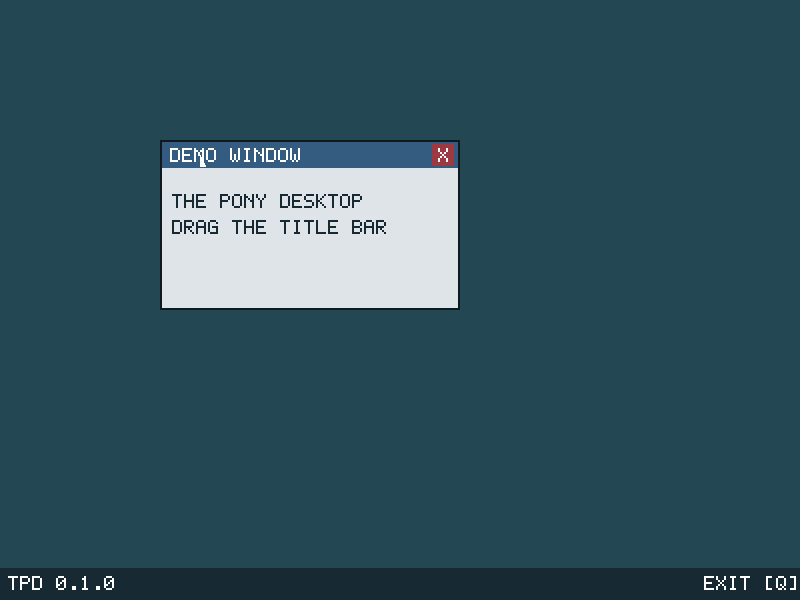 DEMO WINDOW X
THE PONY DESKTOP
DRAG THE TITLE BAR
TPD 0.1.0 EXIT [Q]